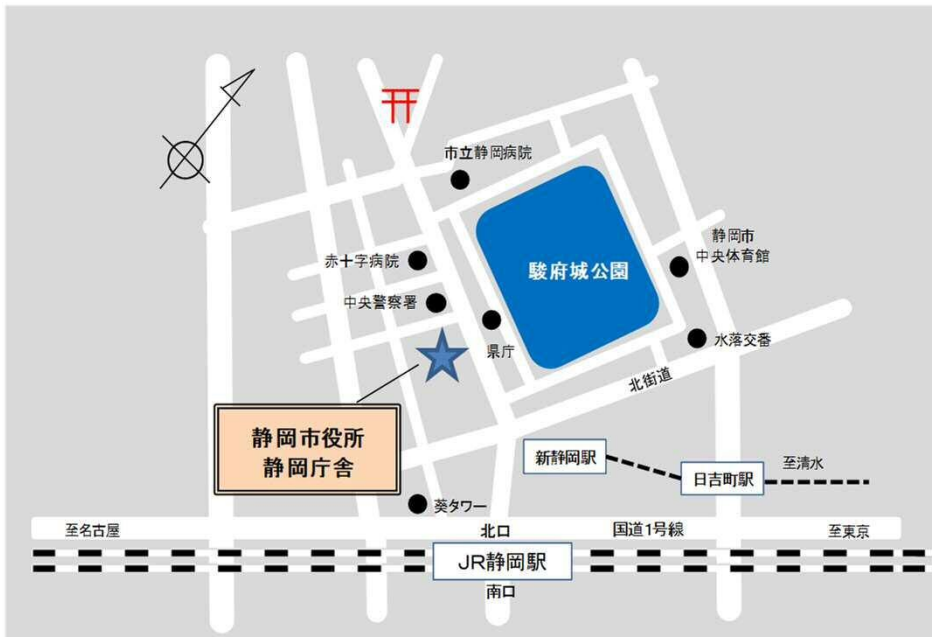 市立静岡病院
静岡市
中央体育館
赤十字病院
駿府城公園
中央警察署
県庁
水落交番
北街道
静岡市役所
静岡庁舎
新静岡駅
日吉町駅
至清水
葵タワー
至名古屋
北口
国道1号線
至東京
JR静岡駅
南口